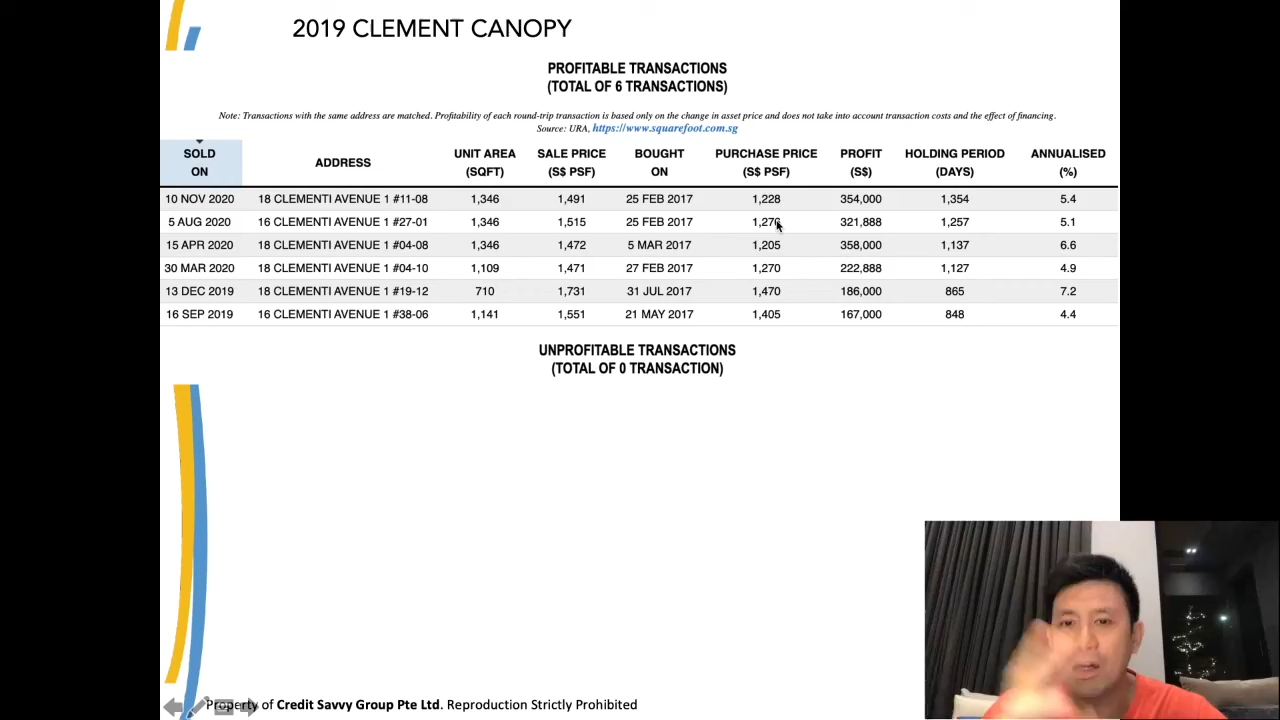 2019 CLEMENT CANOPY
PROFITABLE TRANSACTIONS
(TOTAL OF 6 TRANSACTIONS)
Note: Transactions with the same address are matched. Profitability of each round-trip transaction is based only on the change in asset price and does not take into account transaction costs and the effect of financing.
Source: URA, https://www.squarefoot.com.sg
SOLD ON ADDRESS UNIT AREA (SQFT) SALE PRICE (S$ PSF) BOUGHT ON PURCHASE PRICE (S$ PSF) PROFIT (S$) HOLDING PERIOD (DAYS) ANNUALISED (%)
10 NOV 2020 18 CLEMENTI AVENUE 1 #11-08 1,346 1,491 25 FEB 2017 1,228 354,000 1,354 5.4
5 AUG 2020 16 CLEMENTI AVENUE 1 #27-01 1,346 1,515 25 FEB 2017 1,276 321,888 1,257 5.1
15 APR 2020 18 CLEMENTI AVENUE 1 #04-08 1,346 1,472 5 MAR 2017 1,205 358,000 1,137 6.6
30 MAR 2020 18 CLEMENTI AVENUE 1 #04-10 1,109 1,471 27 FEB 2017 1,270 222,888 1,127 4.9
13 DEC 2019 18 CLEMENTI AVENUE 1 #19-12 710 1,731 31 JUL 2017 1,470 186,000 865 7.2
16 SEP 2019 16 CLEMENTI AVENUE 1 #38-06 1,141 1,551 21 MAY 2017 1,405 167,000 848 4.4
UNPROFITABLE TRANSACTIONS
(TOTAL OF 0 TRANSACTION)
Property of Credit Savvy Group Pte Ltd. Reproduction Strictly Prohibited